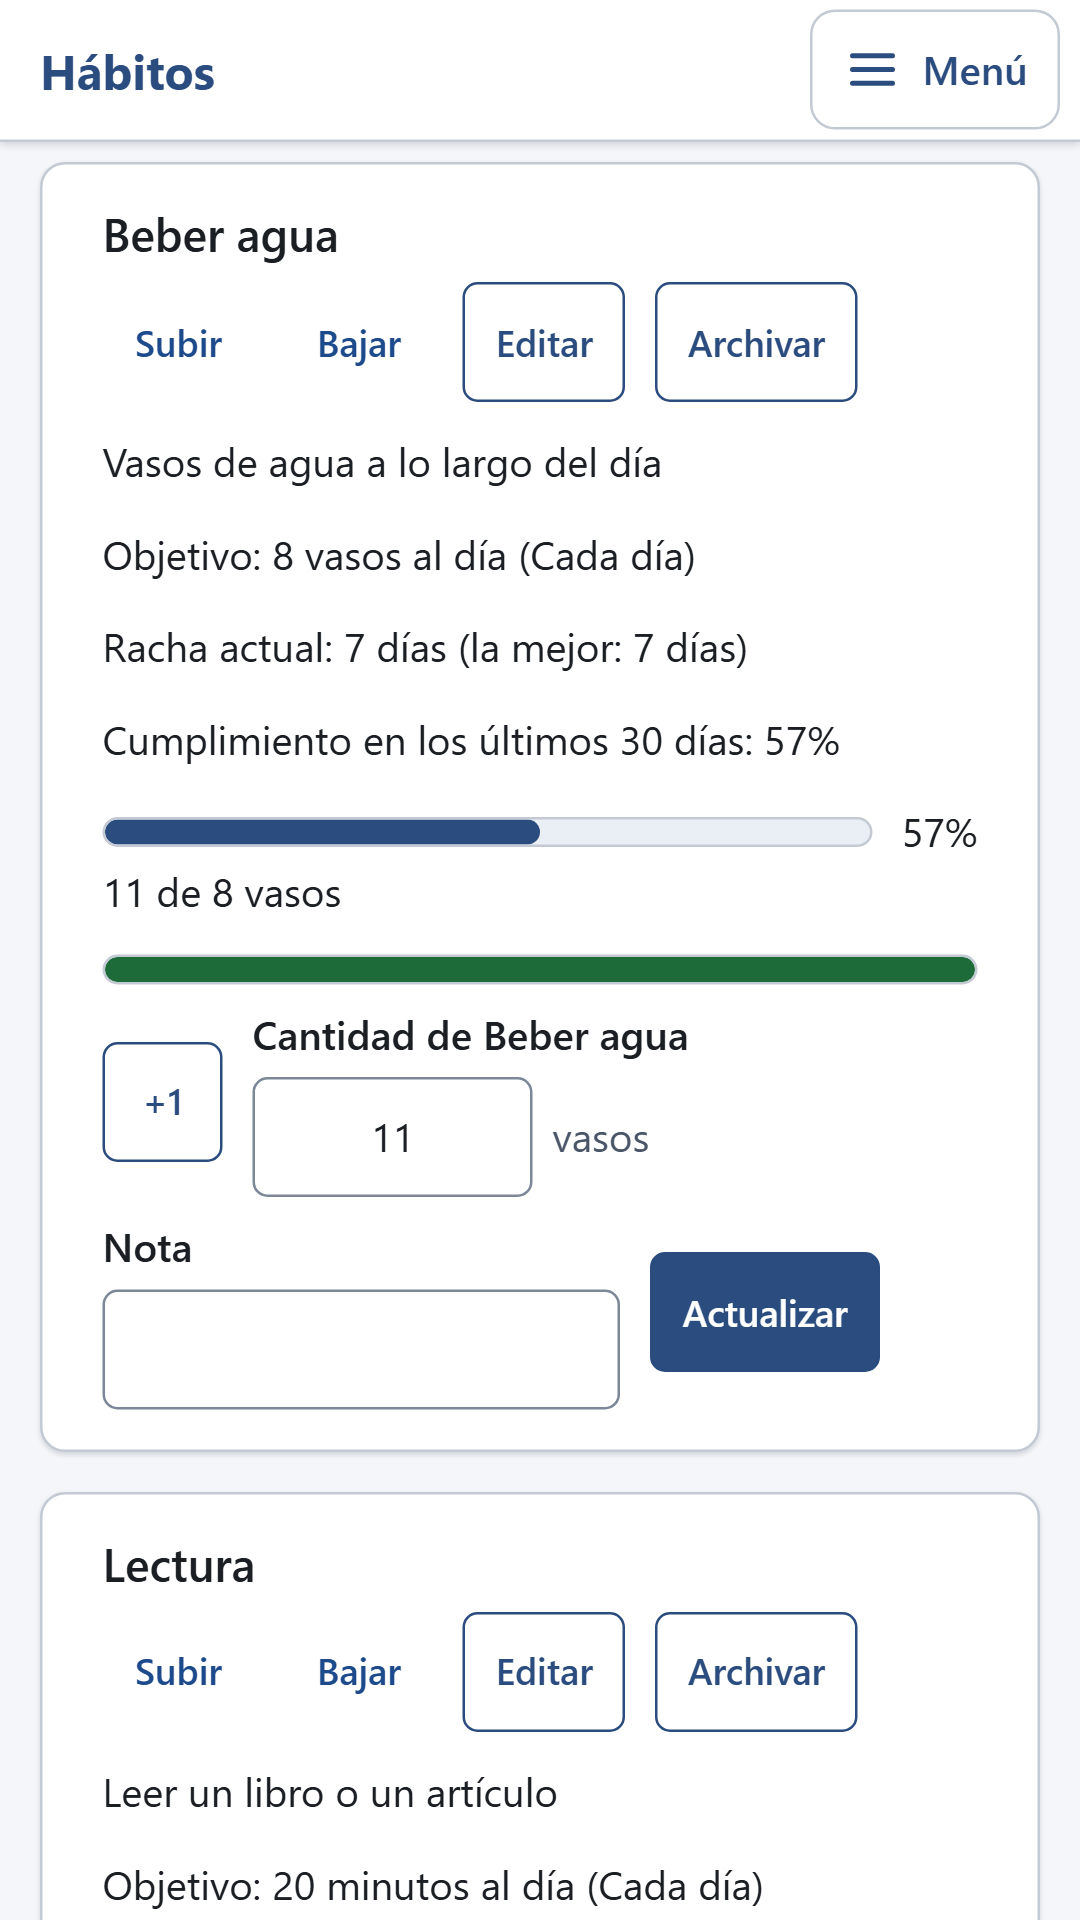 Hábitos
Menú
Beber agua
Subir Bajar Editar Archivar
Vasos de agua a lo largo del día
Objetivo: 8 vasos al día (Cada día)
Racha actual: 7 días (la mejor: 7 días)
Cumplimiento en los últimos 30 días: 57%
57%
11 de 8 vasos
Cantidad de Beber agua
+1
11 vasos
Nota
Actualizar
Lectura
Subir Bajar Editar Archivar
Leer un libro o un artículo
Objetivo: 20 minutos al día (Cada día)